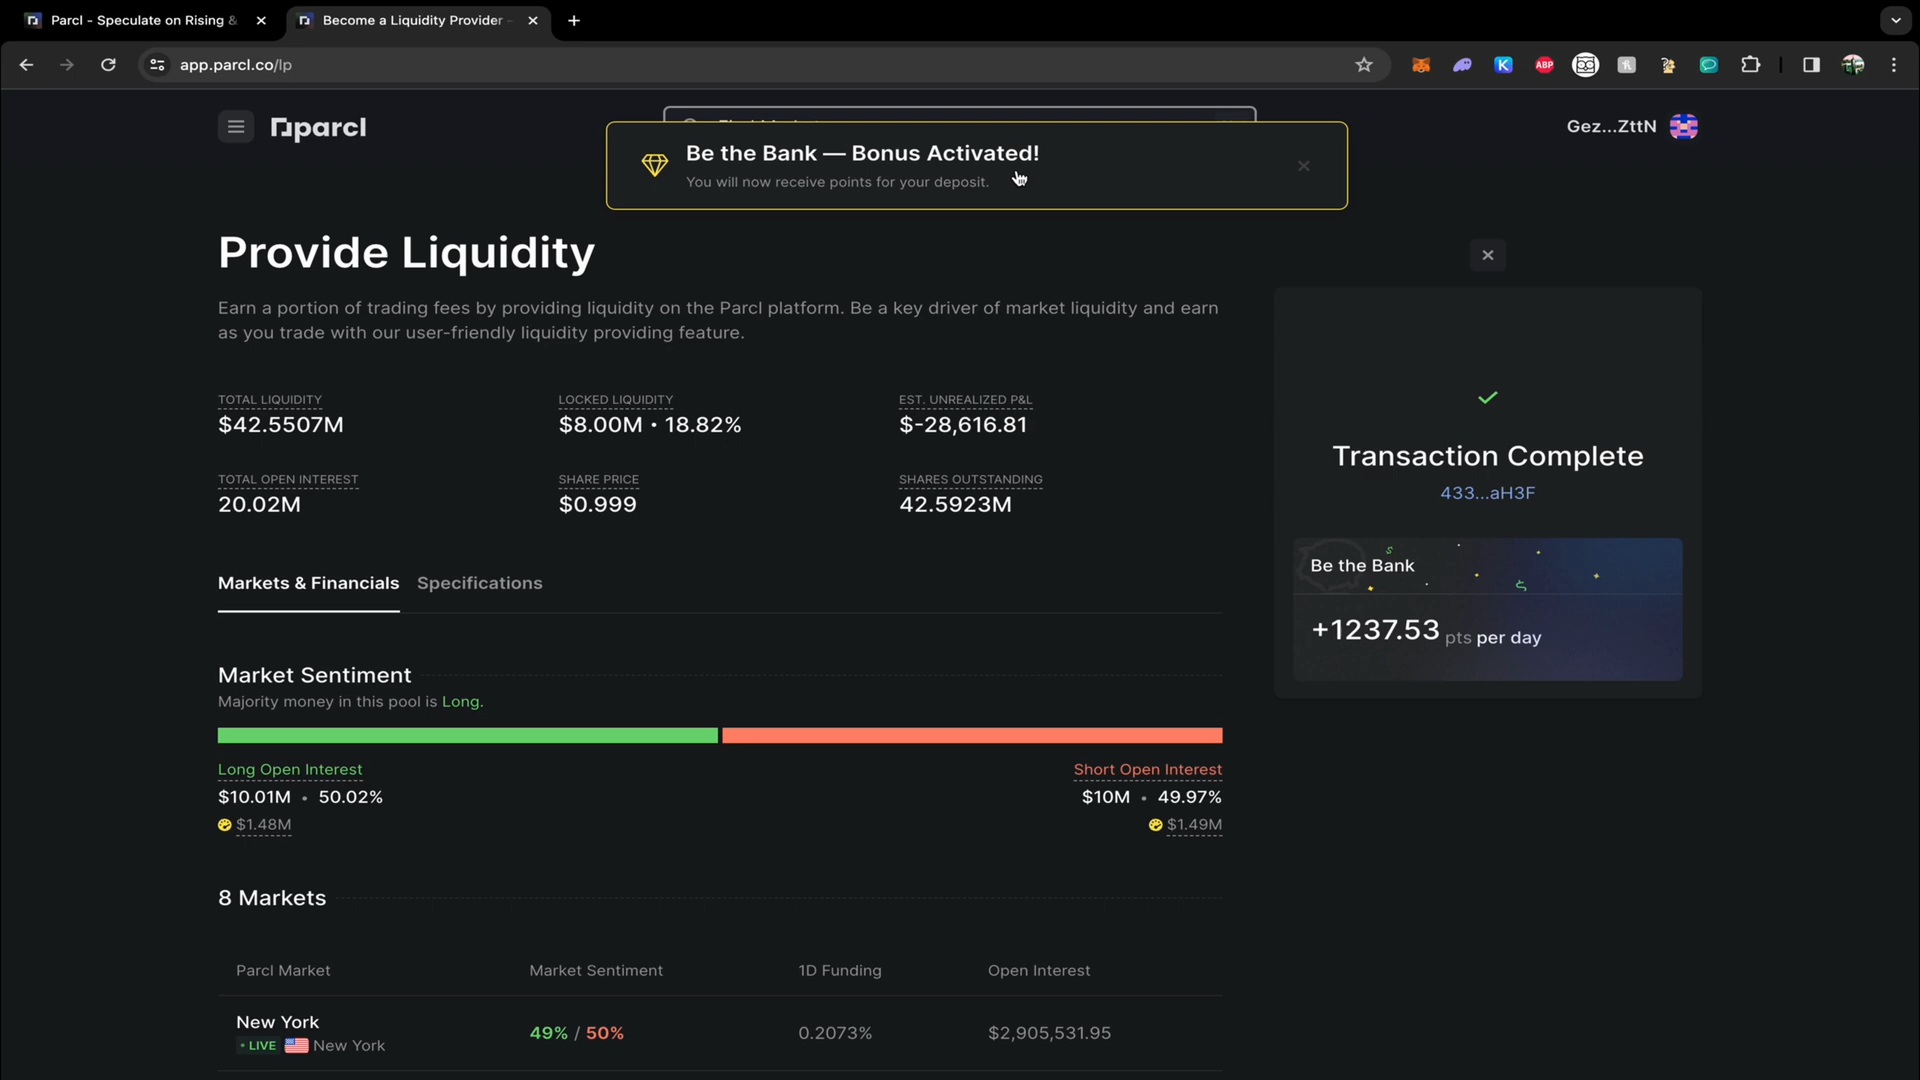 Parcl - Speculate on Rising &
Become a Liquidity Provider -
app.parcl.co/lp
ABP
K
parcl
Gez...ZttN
Be the Bank — Bonus Activated!
You will now receive points for your deposit.
Provide Liquidity
Earn a portion of trading fees by providing liquidity on the Parcl platform. Be a key driver of market liquidity and earn
as you trade with our user-friendly liquidity providing feature.
TOTAL LIQUIDITY
$42.5507M
LOCKED LIQUIDITY
$8.00M • 18.82%
EST. UNREALIZED P&L
$-28,616.81
TOTAL OPEN INTEREST
20.02M
SHARE PRICE
$0.999
SHARES OUTSTANDING
42.5923M
Transaction Complete
433...aH3F
Be the Bank
+1237.53 pts per day
Markets & Financials
Specifications
Market Sentiment
Majority money in this pool is Long.
Long Open Interest
$10.01M • 50.02%
$1.48M
Short Open Interest
$10M • 49.97%
$1.49M
8 Markets
Parcl Market
Market Sentiment
1D Funding
Open Interest
New York
• LIVE
New York
49% / 50%
0.2073%
$2,905,531.95